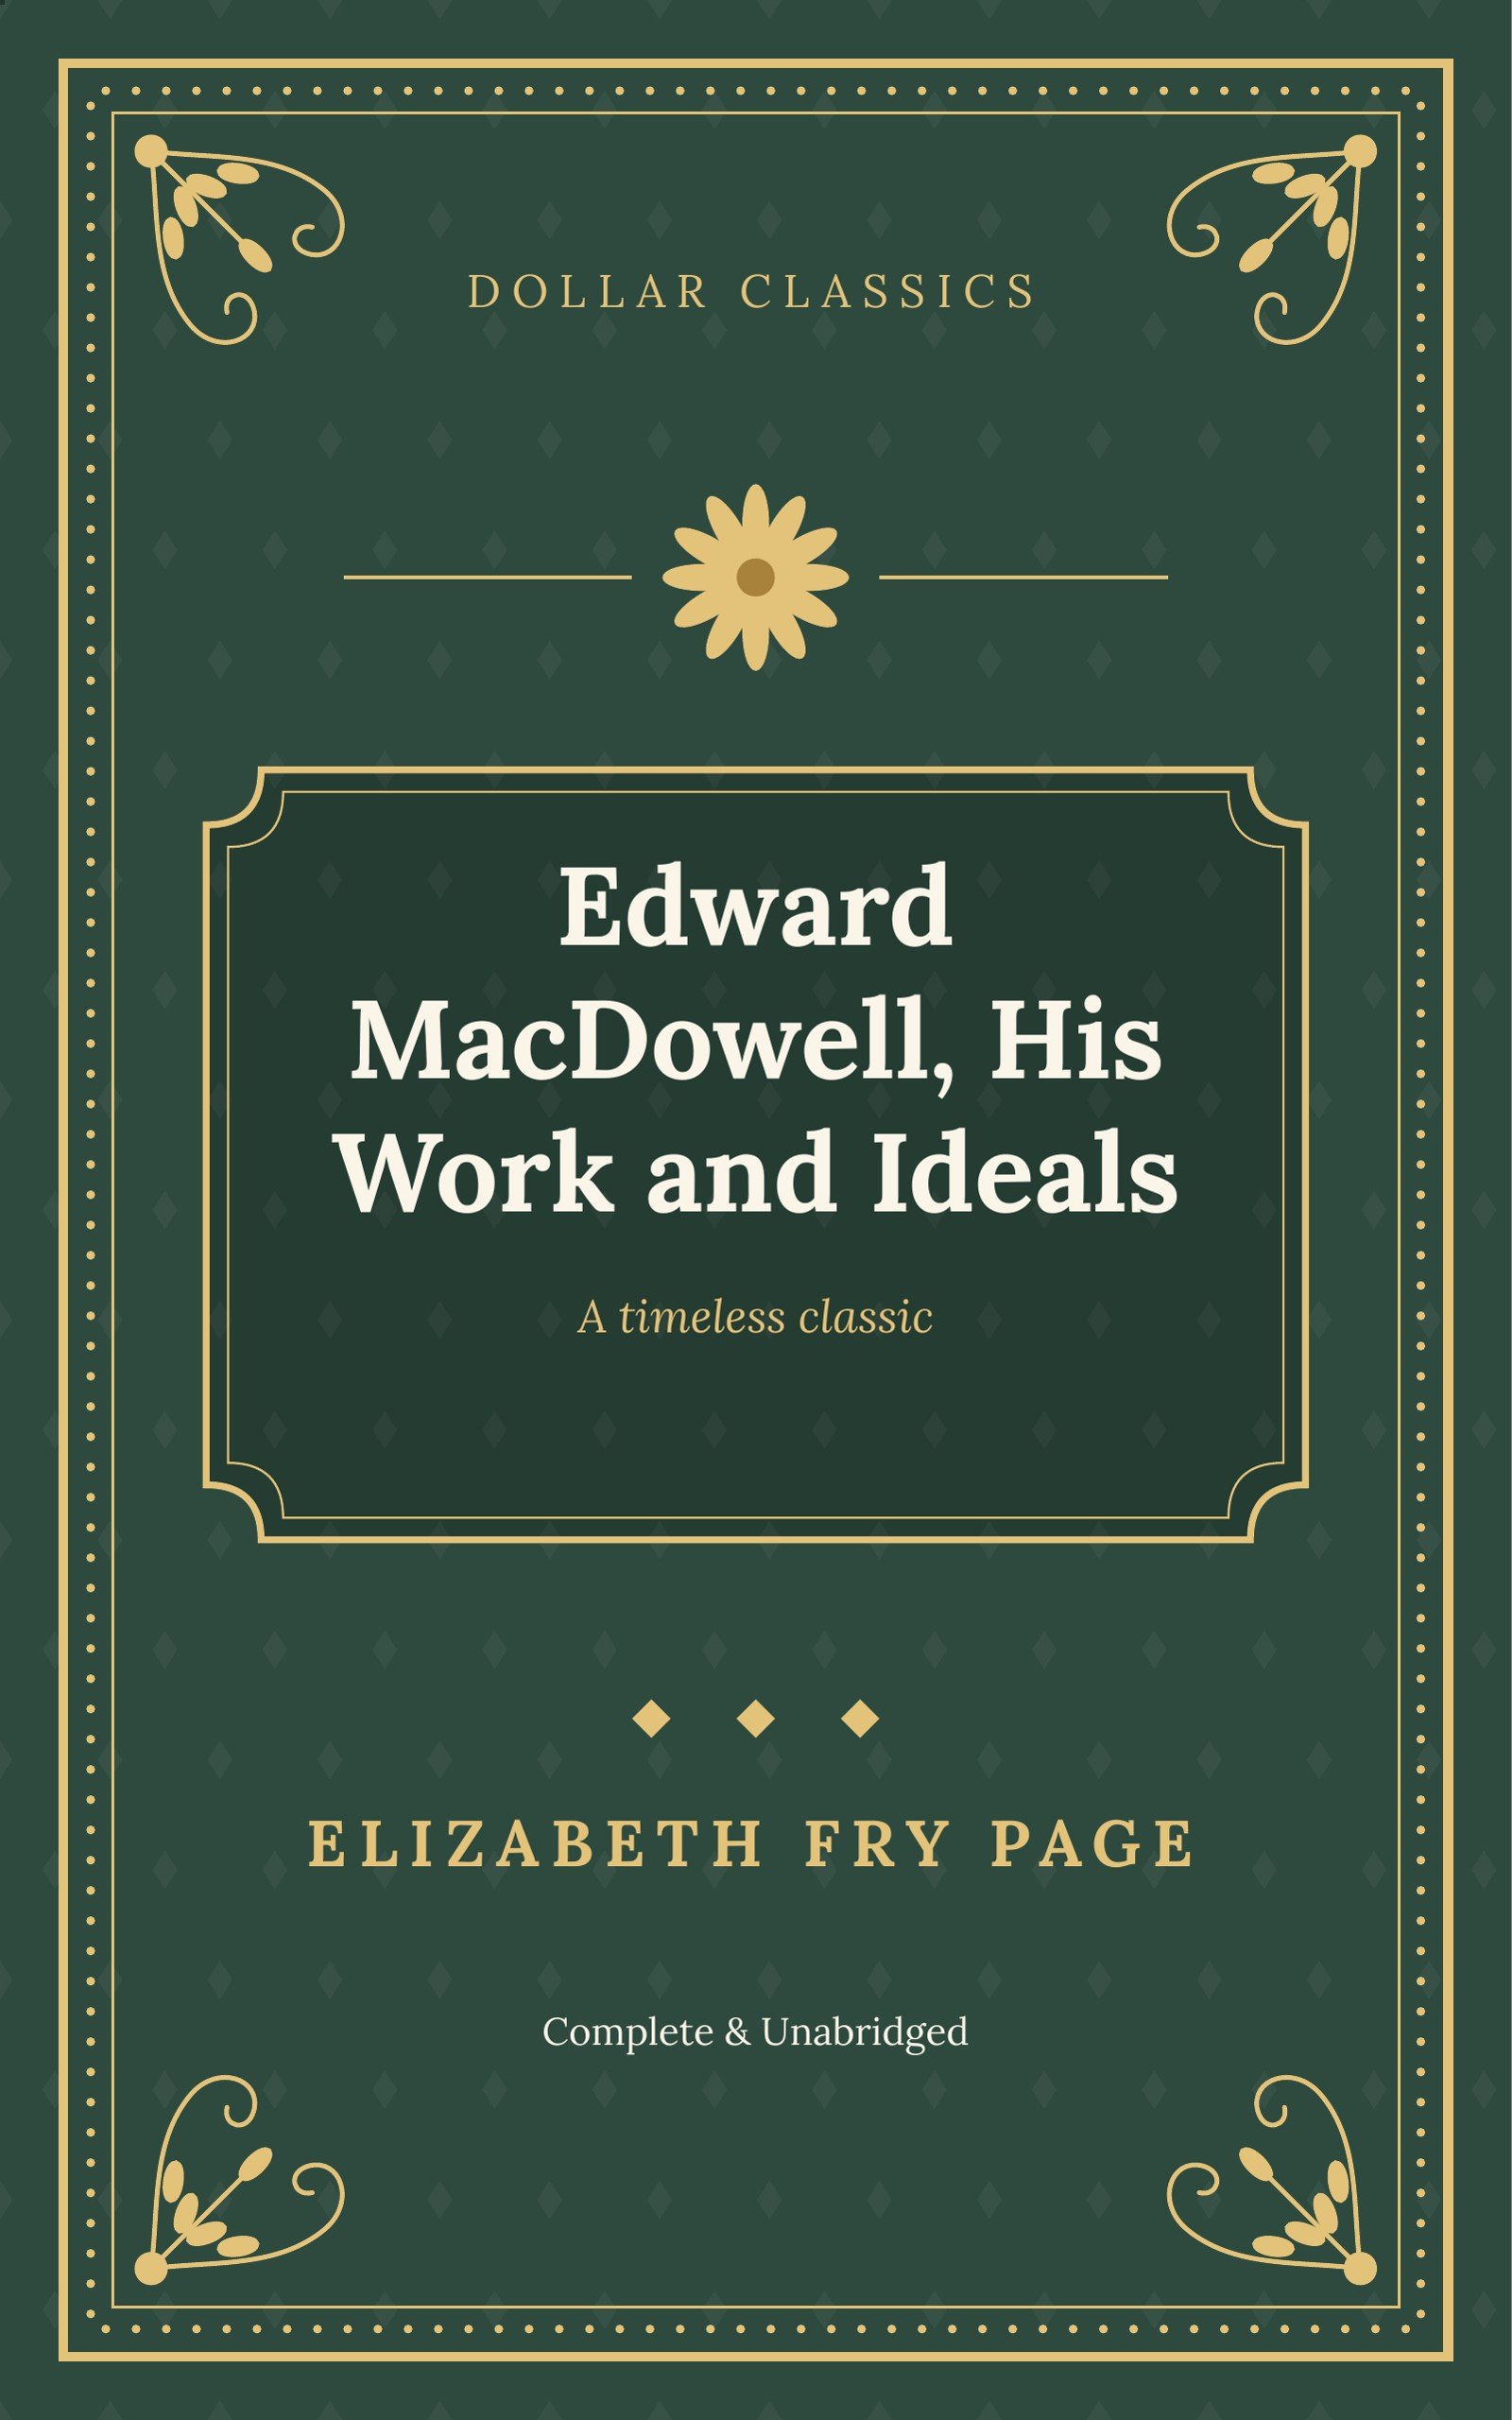 DOLLAR CLASSICS
Edward
MacDowell, His
Work and Ideals
A timeless classic
ELIZABETH FRY PAGE
Complete & Unabridged